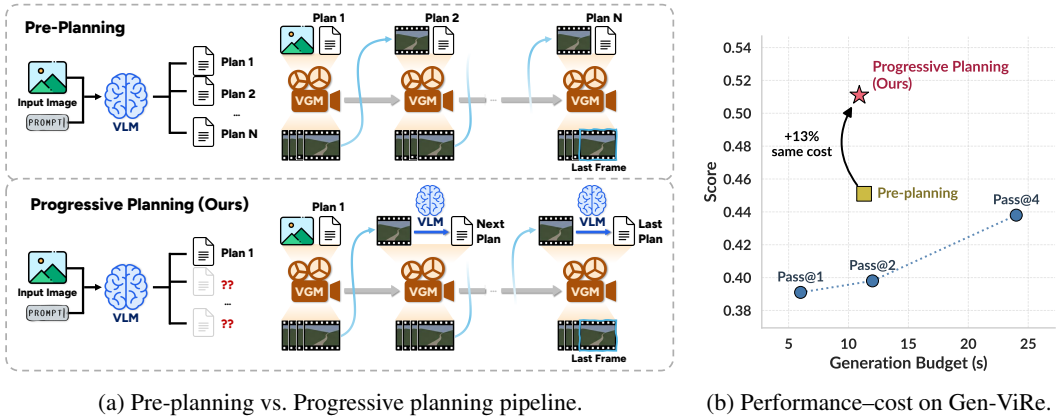 Pre-Planning
Input Image
PROMPT
VLM
Plan 1
Plan 2
...
Plan N
Plan 1
Plan 2
Plan N
VGM
VGM
...
VGM
Last Frame
Progressive Planning (Ours)
Input Image
PROMPT
VLM
Plan 1
??
...
??
Plan 1
VLM
Next
Plan
VLM
Last
Plan
VGM
VGM
...
VGM
Last Frame
(a) Pre-planning vs. Progressive planning pipeline.
Score
0.54
0.52
0.50
0.48
0.46
0.44
0.42
0.40
0.38
Progressive Planning
(Ours)
+13%
same cost
Pre-planning
Pass@4
Pass@1
Pass@2
5
10
15
20
25
Generation Budget (s)
(b) Performance–cost on Gen-ViRe.